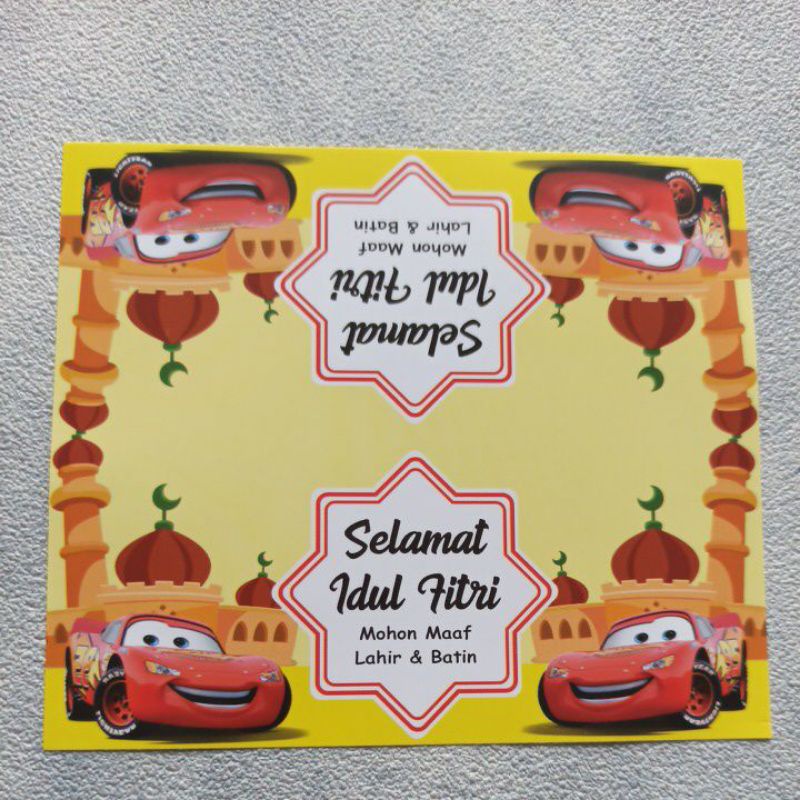 Selamat
Idul Fitri
Mohon Maaf
Lahir & Batin
Selamat
Idul Fitri
Mohon Maaf
Lahir & Batin